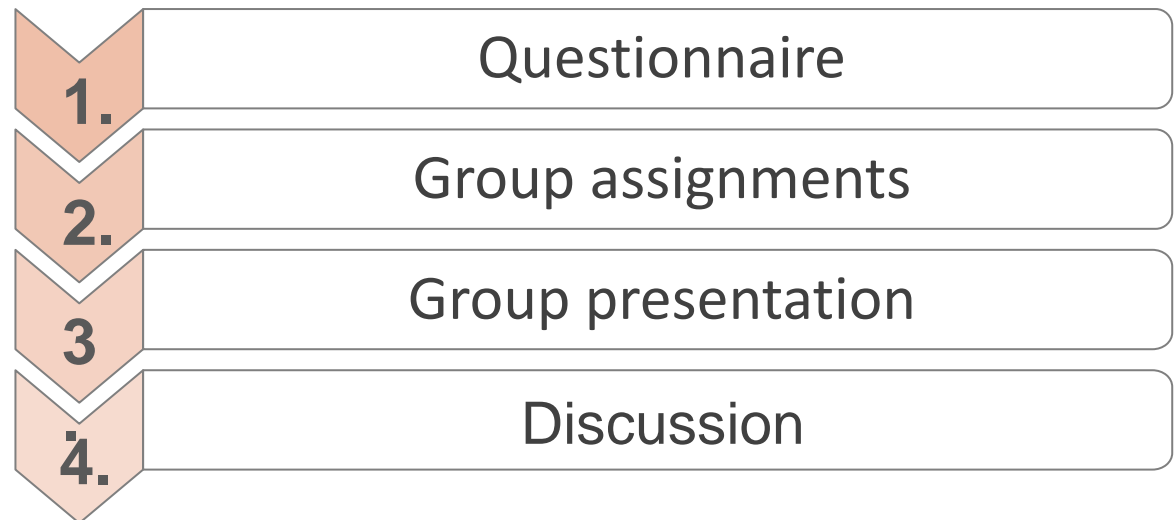 1. Questionnaire
2. Group assignments
3. Group presentation
4. Discussion